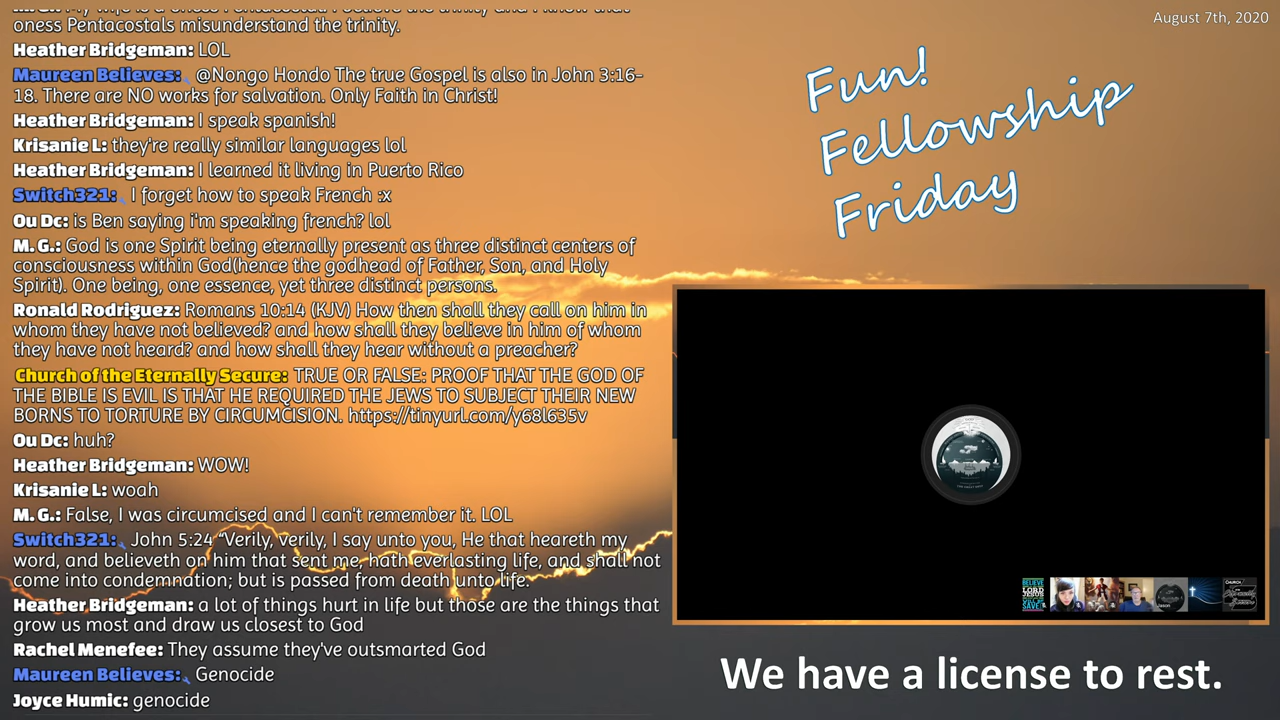 oness Pentacostals misunderstand the trinity.
Heather Bridgeman: LOL
Maureen Believes: @Nongo Hondo The true Gospel is also in John 3:16-
18. There are NO works for salvation. Only Faith in Christ!
Heather Bridgeman: I speak spanish!
Krisanie L: they're really similar languages lol
Heather Bridgeman: I learned it living in Puerto Rico
Switch321: I forget how to speak French :x
Ou Dc: is Ben saying i'm speaking french? lol
M. G.: God is one Spirit being eternally present as three distinct centers of
consciousness within God(hence the godhead of Father, Son, and Holy
Spirit). One being, one essence, yet three distinct persons.
Ronald Rodriguez: Romans 10:14 (KJV) How then shall they call on him in
whom they have not believed? and how shall they believe in him of whom
they have not heard? and how shall they hear without a preacher?
Church of the Eternally Secure: TRUE OR FALSE: PROOF THAT THE GOD OF
THE BIBLE IS EVIL IS THAT HE REQUIRED THE JEWS TO SUBJECT THEIR NEW
BORNS TO TORTURE BY CIRCUMCISION. https://tinyurl.com/y68l635v
Ou Dc: huh?
Heather Bridgeman: WOW!
Krisanie L: woah
M. G.: False, I was circumcised and I can't remember it. LOL
Switch321: John 5:24 “Verily, verily, I say unto you, He that heareth my
word, and believeth on him that sent me, hath everlasting life, and shall not
come into condemnation; but is passed from death unto life.
Heather Bridgeman: a lot of things hurt in life but those are the things that
grow us most and draw us closest to God
Rachel Menefee: They assume they've outsmarted God
Maureen Believes: Genocide
Joyce Humic: genocide
August 7th, 2020
Fun!
Fellowship
Friday
BELIEVE
LORD
JESUS
SAVED
Jason
CHURCH
We have a license to rest.